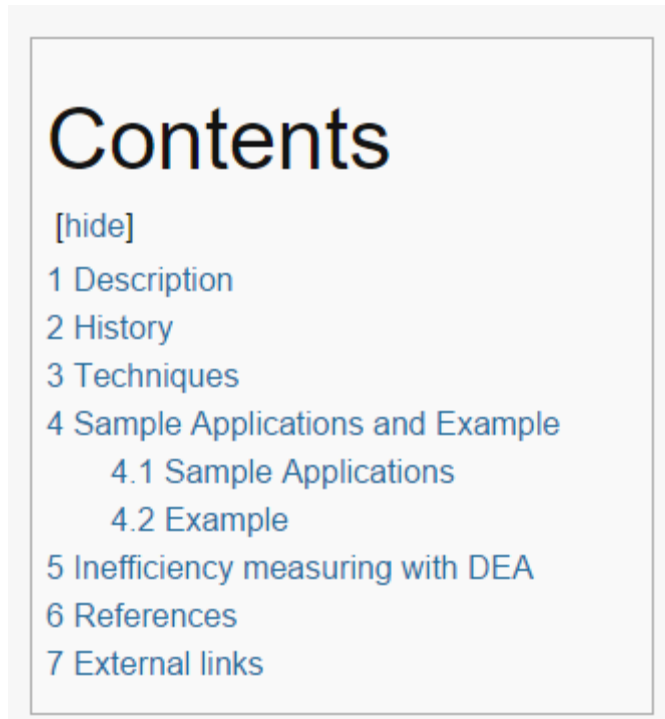 Contents
[hide]
1 Description
2 History
3 Techniques
4 Sample Applications and Example
4.1 Sample Applications
4.2 Example
5 Inefficiency measuring with DEA
6 References
7 External links